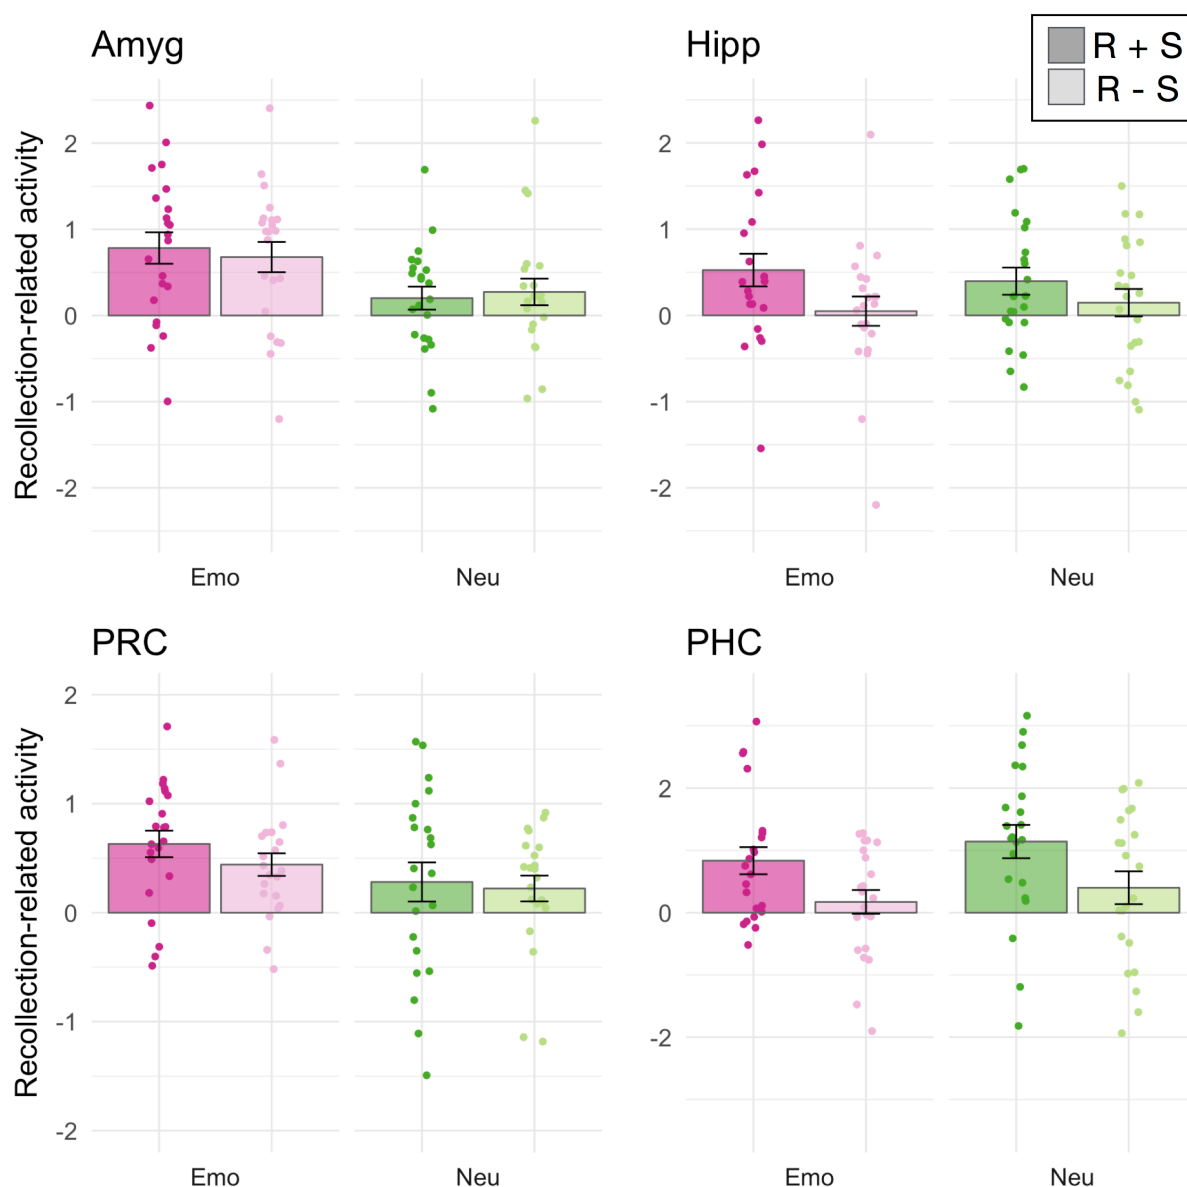 Amyg
Hipp
R + S
R - S
Recollection-related activity
2
1
0
-1
-2
2
1
0
-1
-2
Emo
Neu
Emo
Neu
PRC
PHC
Recollection-related activity
2
1
0
-1
-2
2
0
-2
Emo
Neu
Emo
Neu